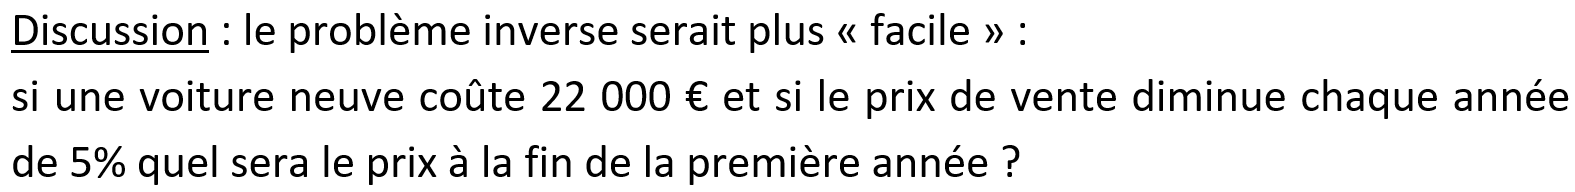 Discussion : le problème inverse serait plus « facile » :
si une voiture neuve coûte 22 000 € et si le prix de vente diminue chaque année
de 5% quel sera le prix à la fin de la première année ?